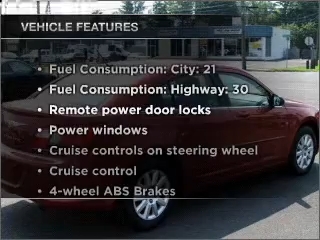 VEHICLE FEATURES
• Fuel Consumption: City: 21
• Fuel Consumption: Highway: 30
• Remote power door locks
• Power windows
• Cruise controls on steering wheel
• Cruise control
• 4-wheel ABS Brakes